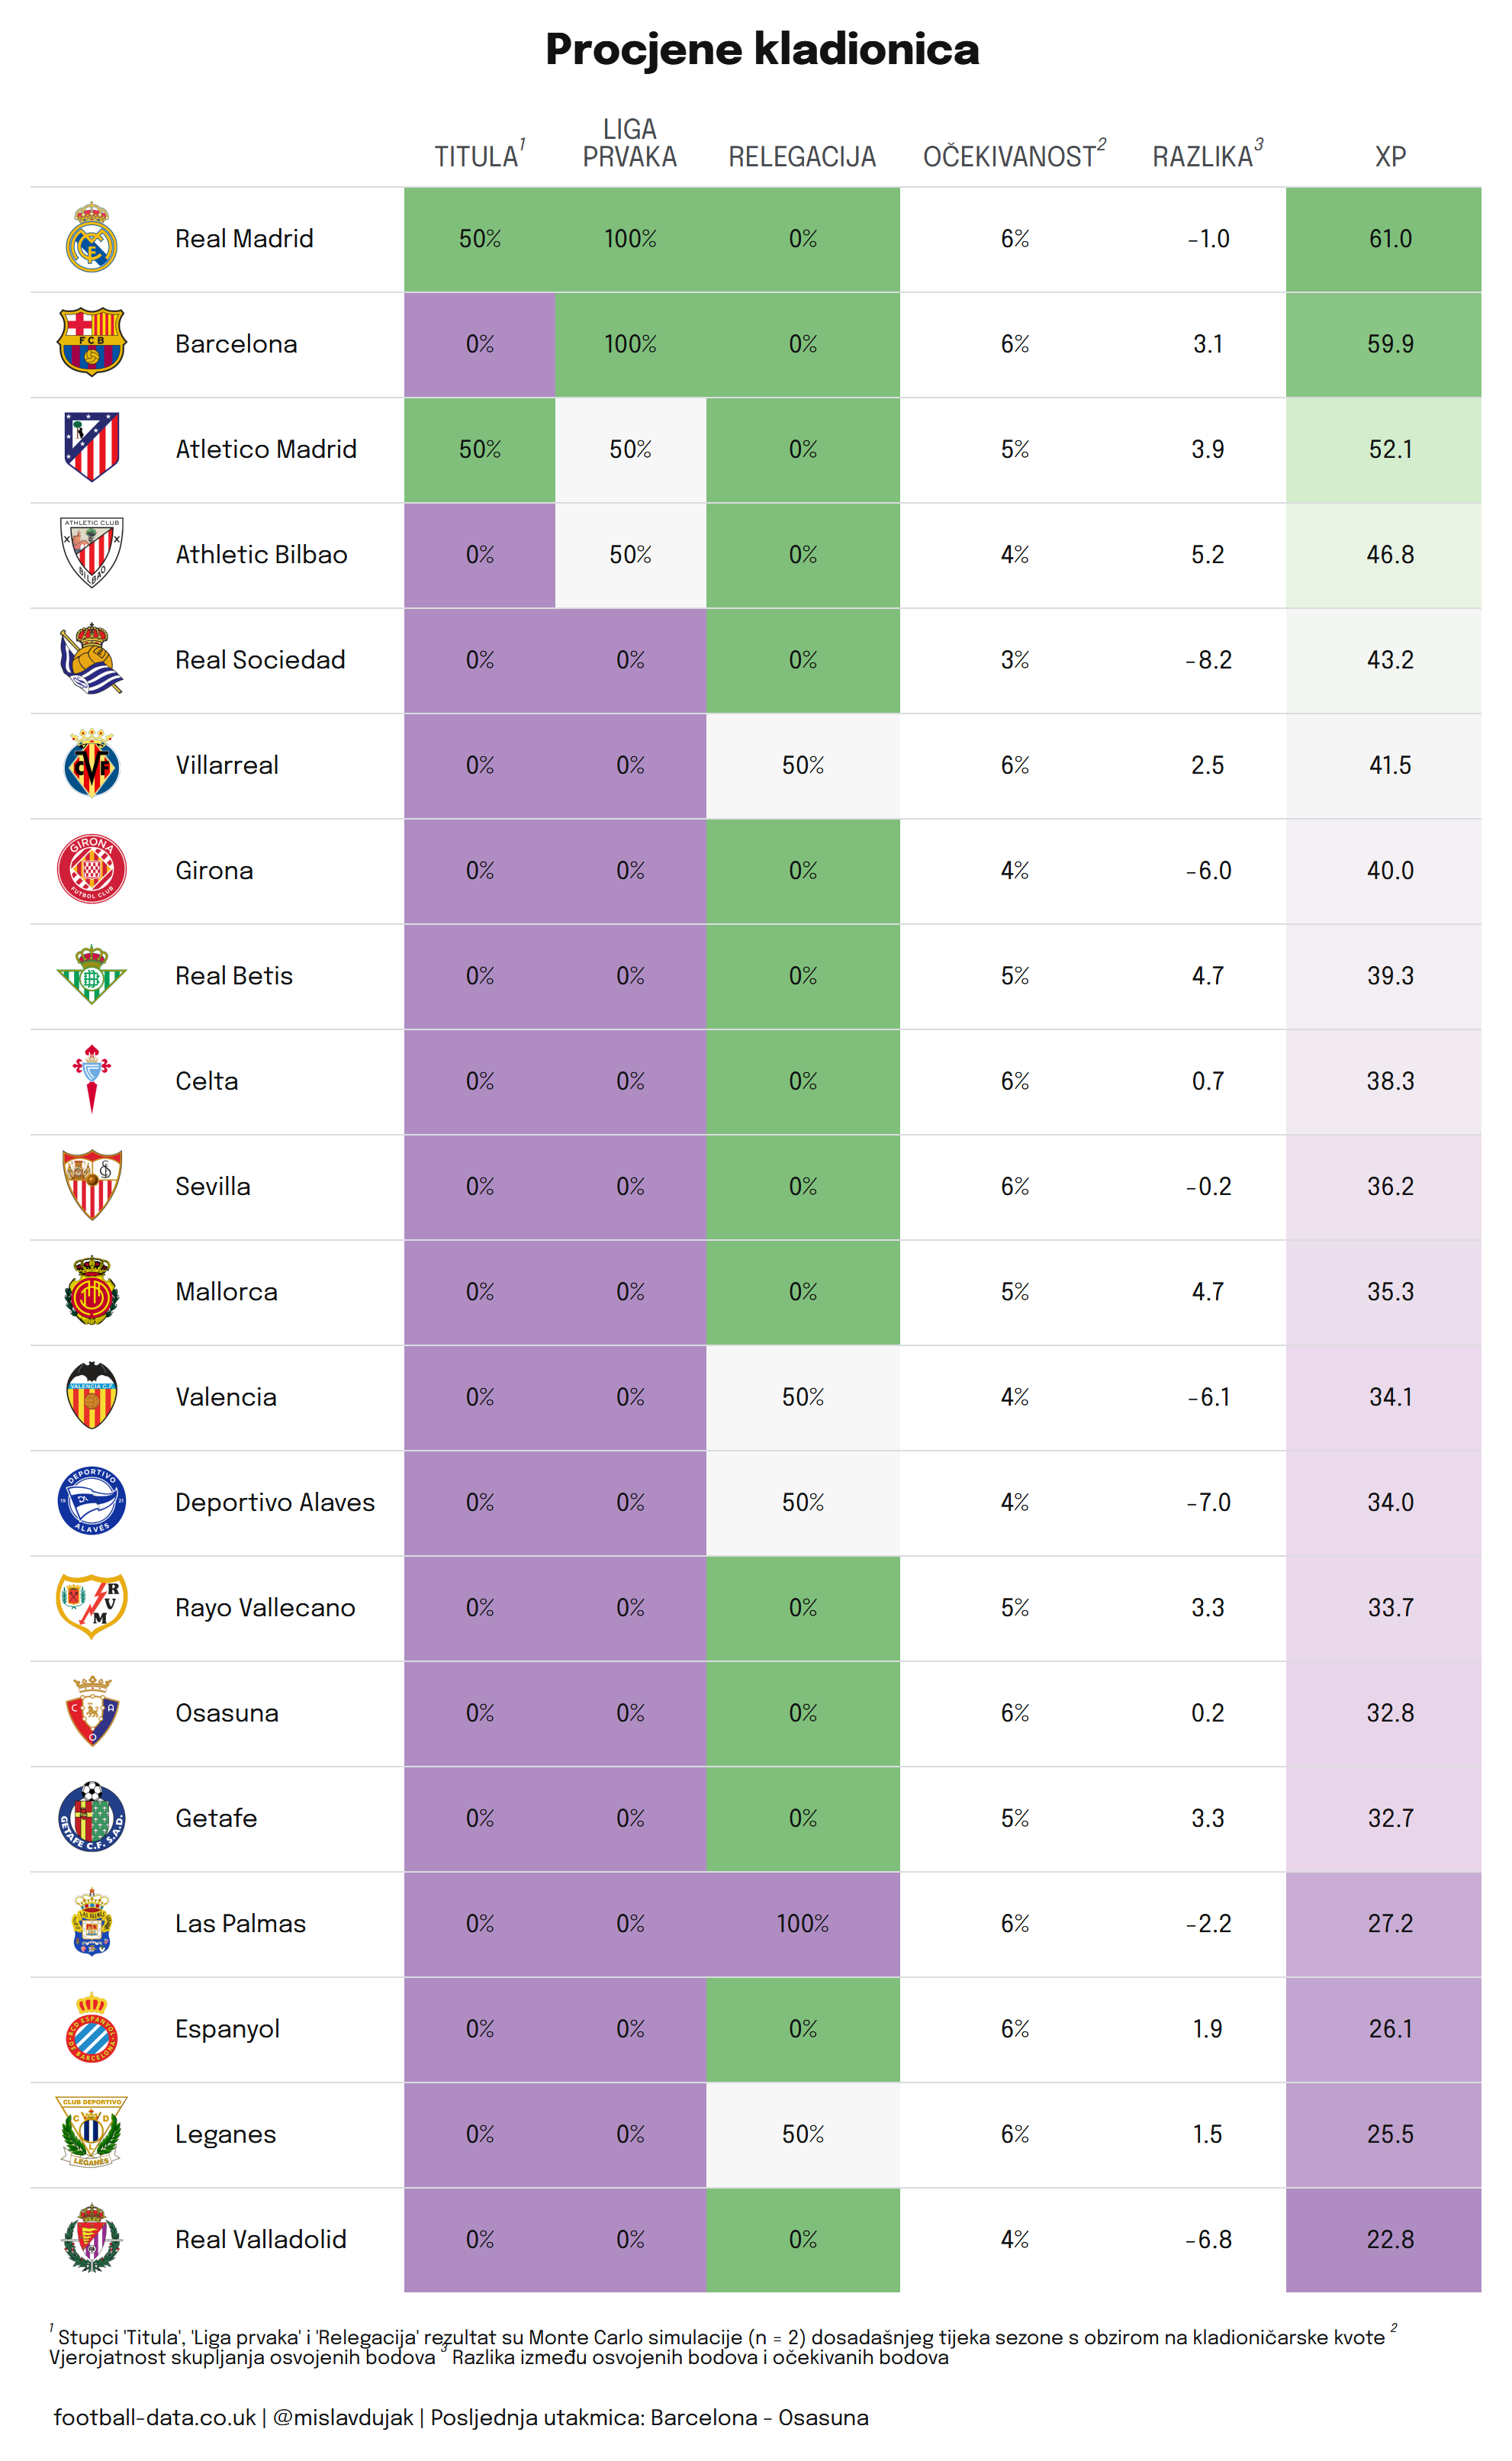 Procjene kladionica
TITULA¹ LIGA PRVAKA RELEGACIJA OČEKIVANOST² RAZLIKA³ XP
Real Madrid 50% 100% 0% 6% −1.0 61.0
Barcelona 0% 100% 0% 6% 3.1 59.9
Atletico Madrid 50% 50% 0% 5% 3.9 52.1
Athletic Bilbao 0% 50% 0% 4% 5.2 46.8
Real Sociedad 0% 0% 0% 3% −8.2 43.2
Villarreal 0% 0% 50% 6% 2.5 41.5
Girona 0% 0% 0% 4% −6.0 40.0
Real Betis 0% 0% 0% 5% 4.7 39.3
Celta 0% 0% 0% 6% 0.7 38.3
Sevilla 0% 0% 0% 6% −0.2 36.2
Mallorca 0% 0% 0% 5% 4.7 35.3
Valencia 0% 0% 50% 4% −6.1 34.1
Deportivo Alaves 0% 0% 50% 4% −7.0 34.0
Rayo Vallecano 0% 0% 0% 5% 3.3 33.7
Osasuna 0% 0% 0% 6% 0.2 32.8
Getafe 0% 0% 0% 5% 3.3 32.7
Las Palmas 0% 0% 100% 6% −2.2 27.2
Espanyol 0% 0% 0% 6% 1.9 26.1
Leganes 0% 0% 50% 6% 1.5 25.5
Real Valladolid 0% 0% 0% 4% −6.8 22.8
¹ Stupci 'Titula', 'Liga prvaka' i 'Relegacija' rezultat su Monte Carlo simulacije (n = 2) dosadašnjeg tijeka sezone s obzirom na kladioničarske kvote ²
Vjerojatnost skupljanja osvojenih bodova ³ Razlika između osvojenih bodova i očekivanih bodova
football-data.co.uk | @mislavdujak | Posljednja utakmica: Barcelona - Osasuna